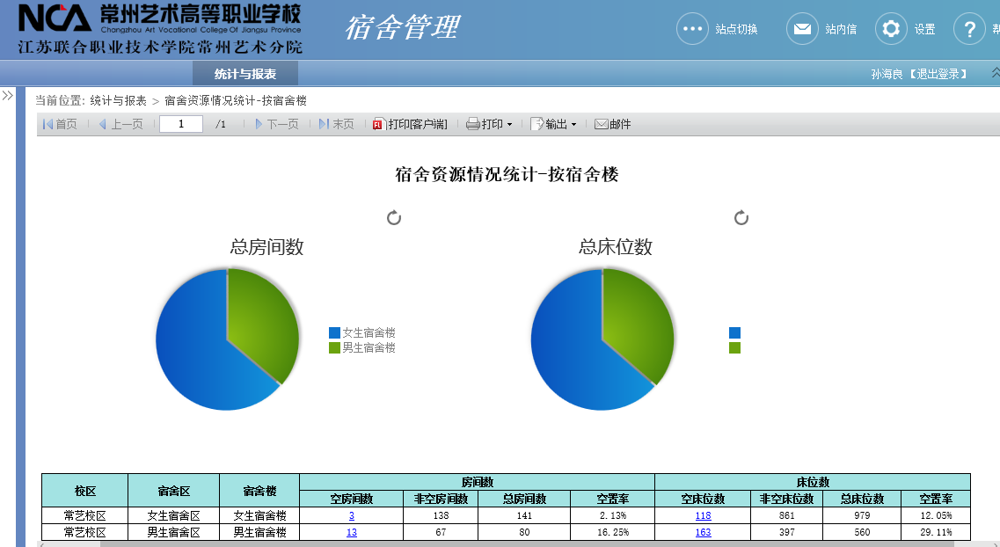 NCA 常州艺术高等职业学校
Changzhou Art Vocational College Of Jiangsu Province
江苏联合职业技术学院常州艺术分院
宿舍管理
站点切换 站内信 设置 ?
统计与报表
孙海良 【退出登录】
当前位置: 统计与报表 > 宿舍资源情况统计-按宿舍楼
首页 上一页 1 /1 下一页 末页 打印[客户端] 打印 输出 邮件
宿舍资源情况统计-按宿舍楼
总房间数 总床位数
女生宿舍楼
男生宿舍楼
校区 宿舍区 宿舍楼 房间数 床位数
空房间数 非空房间数 总房间数 空置率 空床位数 非空床位数 总床位数 空置率
常艺校区 女生宿舍区 女生宿舍楼 3 138 141 2.13% 118 861 979 12.05%
常艺校区 男生宿舍区 男生宿舍楼 13 67 80 16.25% 163 397 560 29.11%